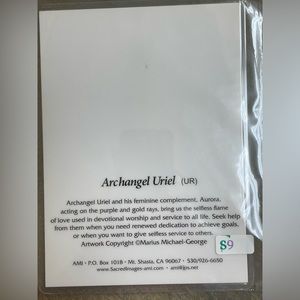 Archangel Uriel (UR)
Archangel Uriel and his feminine complement, Aurora,
acting on the purple and gold rays, bring us the selfless flame
of love used in devotional worship and service to all life. Seek help
from them when you need renewed dedication to achieve goals,
or when you want to give selfless service to others.
Artwork Copyright ©Marius Michael-George
$9
AMI • P.O. Box 1018 • Mt. Shasta, CA 96067 • 530/926-6650
www.SacredImages-ami.com • ami@jps.net